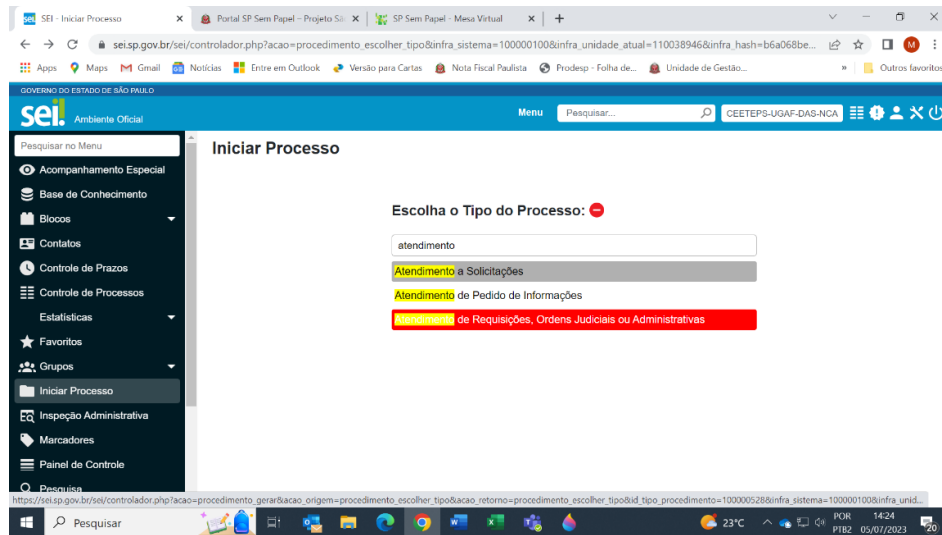 SEI - Iniciar Processo
Portal SP Sem Papel – Projeto Sã
SP Sem Papel - Mesa Virtual
sei.sp.gov.br/sei/controlador.php?acao=procedimento_escolher_tipo&infra_sistema=100000100&infra_unidade_atual=110038946&infra_hash=b6a068be...
M
Apps
Maps
Gmail
Notícias
Entre em Outlook
Versão para Cartas
Nota Fiscal Paulista
Prodesp - Folha de...
Unidade de Gestão...
»
Outros favoritos
GOVERNO DO ESTADO DE SÃO PAULO
sei!
Ambiente Oficial
Menu
Pesquisar...
CEETEPS-UGAF-DAS-NCA
Pesquisar no Menu
Acompanhamento Especial
Base de Conhecimento
Blocos
Contatos
Controle de Prazos
Controle de Processos
Estatísticas
Favoritos
Grupos
Iniciar Processo
Inspeção Administrativa
Marcadores
Painel de Controle
Pesquisa
Iniciar Processo
Escolha o Tipo do Processo:
atendimento
Atendimento a Solicitações
Atendimento de Pedido de Informações
Atendimento de Requisições, Ordens Judiciais ou Administrativas
https://sei.sp.gov.br/sei/controlador.php?acao=procedimento_gerar&acao_origem=procedimento_escolher_tipo&acao_retorno=procedimento_escolher_tipo&id_tipo_procedimento=100000528&infra_sistema=100000100&infra_unid...
Pesquisar
23°C
POR
PTB2
14:24
05/07/2023
20